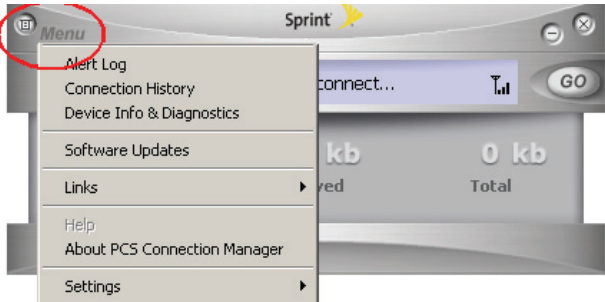 Sprint
Menu
Alert Log
Connection History
Device Info & Diagnostics
Software Updates
Links
Help
About PCS Connection Manager
Settings
onnect...
GO
kb
0 kb
ved
Total